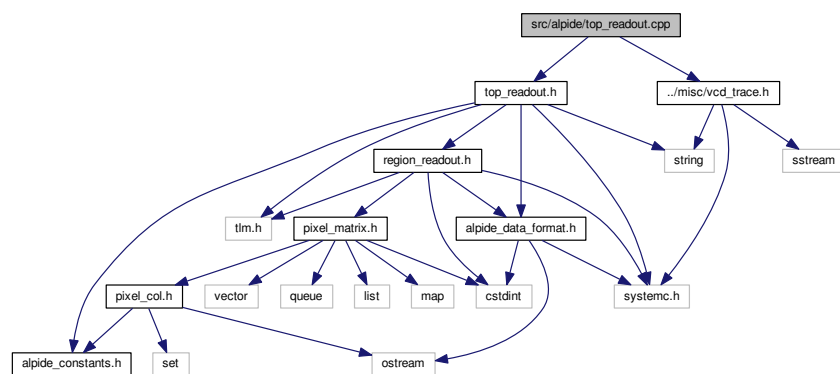 src/alpide/top_readout.cpp
top_readout.h
../misc/vcd_trace.h
region_readout.h
string
sstream
tlm.h
pixel_matrix.h
alpide_data_format.h
pixel_col.h
vector
queue
list
map
cstdint
systemc.h
alpide_constants.h
set
ostream